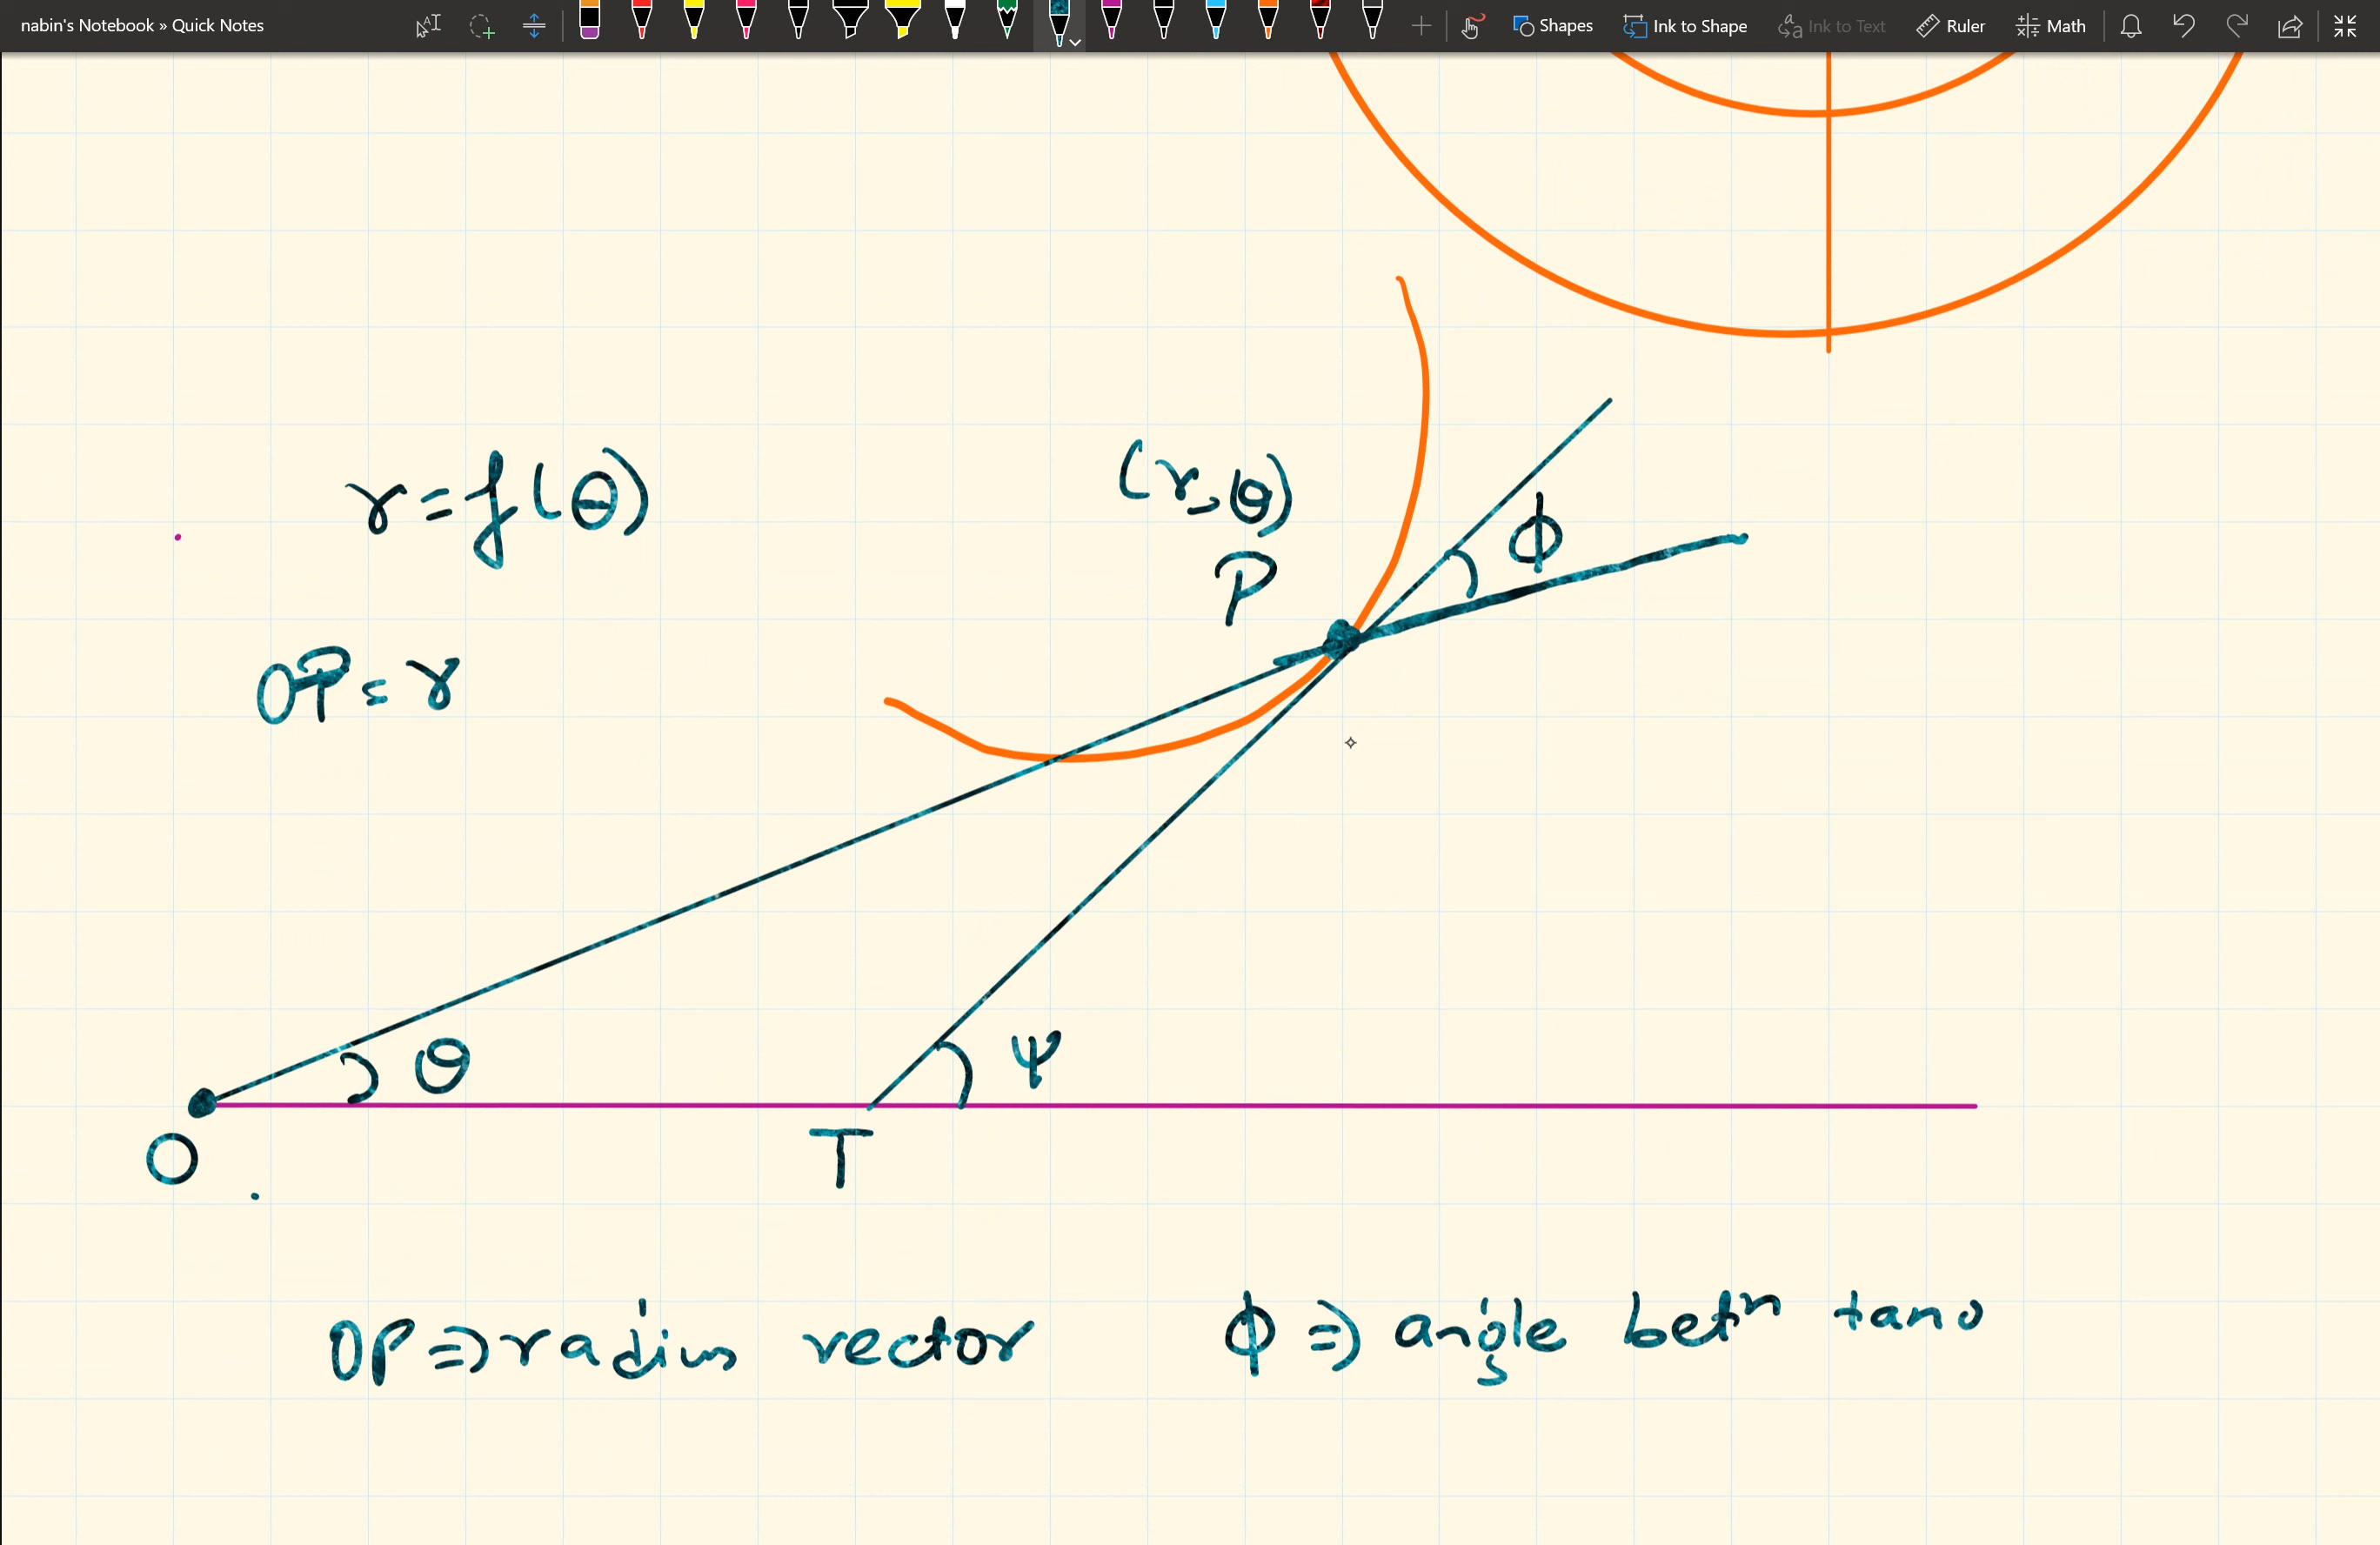 nabin's Notebook » Quick Notes
Shapes
Ink to Shape
Ink to Text
Ruler
Math
(r, θ)
r = f(θ)
ϕ
P
OP = r
θ
ψ
O
T
OP ⇒ radius vector
ϕ ⇒ angle betⁿ tano